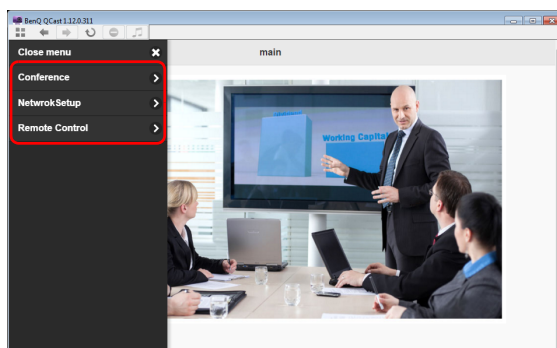 BenQ QCast 1.12.0.311
Close menu
main
Conference
NetwrokSetup
Remote Control
Working Capital